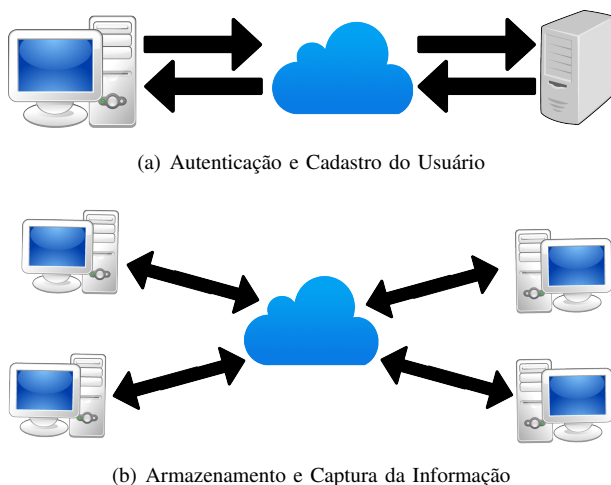 (a) Autenticação e Cadastro do Usuário
(b) Armazenamento e Captura da Informação